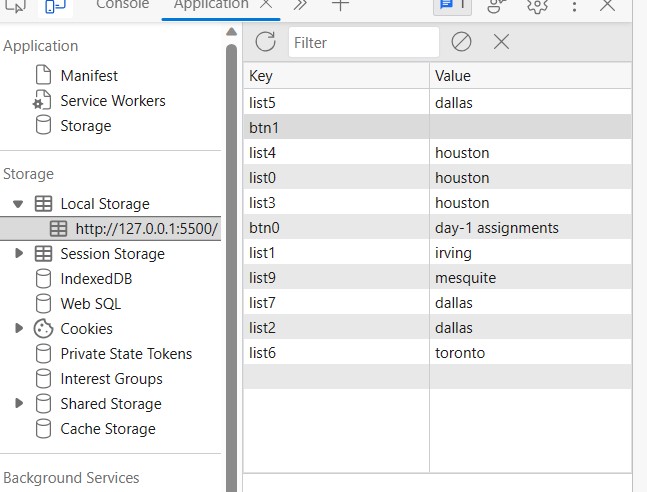 Console Application 1
Application
Manifest
Service Workers
Storage
Storage
Local Storage
http://127.0.0.1:5500/
Session Storage
IndexedDB
Web SQL
Cookies
Private State Tokens
Interest Groups
Shared Storage
Cache Storage
Background Services
Filter
Key Value
list5 dallas
btn1
list4 houston
list0 houston
list3 houston
btn0 day-1 assignments
list1 irving
list9 mesquite
list7 dallas
list2 dallas
list6 toronto